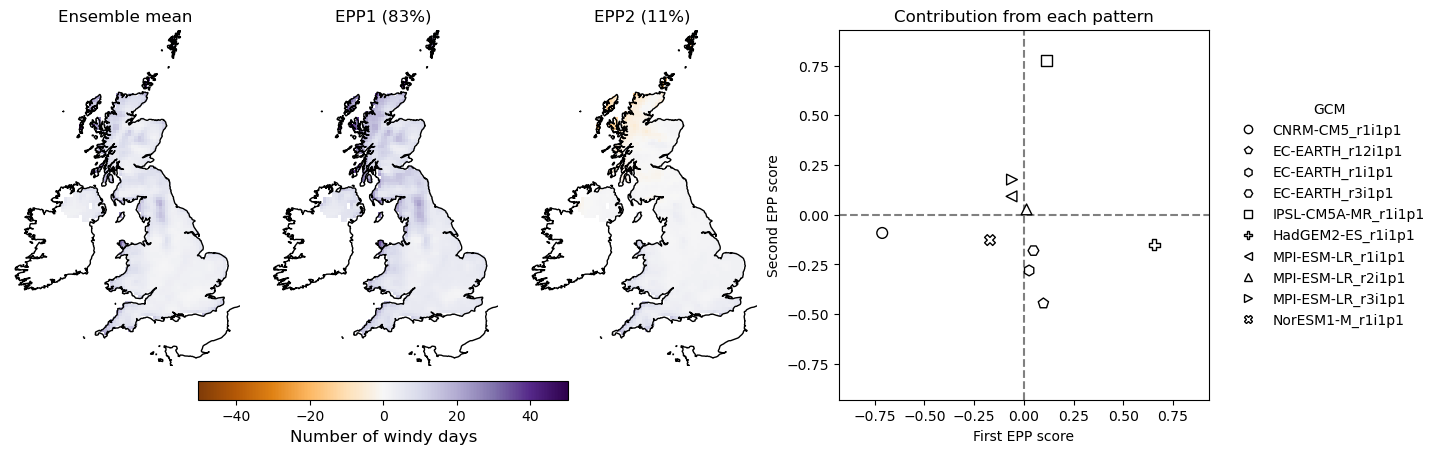 Ensemble mean
EPP1 (83%)
EPP2 (11%)
−40
−20
0
20
40
Number of windy days
Contribution from each pattern
Second EPP score
0.75
0.50
0.25
0.00
−0.25
−0.50
−0.75
−0.75
−0.50
−0.25
0.00
0.25
0.50
0.75
First EPP score
GCM
CNRM-CM5_r1i1p1
EC-EARTH_r12i1p1
EC-EARTH_r1i1p1
EC-EARTH_r3i1p1
IPSL-CM5A-MR_r1i1p1
HadGEM2-ES_r1i1p1
MPI-ESM-LR_r1i1p1
MPI-ESM-LR_r2i1p1
MPI-ESM-LR_r3i1p1
NorESM1-M_r1i1p1